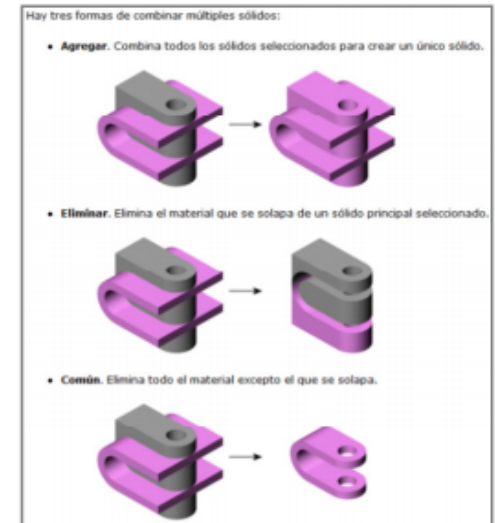 Hay tres formas de combinar múltiples sólidos:
• Agregar. Combina todos los sólidos seleccionados para crear un único sólido.
• Eliminar. Elimina el material que se solapa de un sólido principal seleccionado.
• Común. Elimina todo el material excepto el que se solapa.